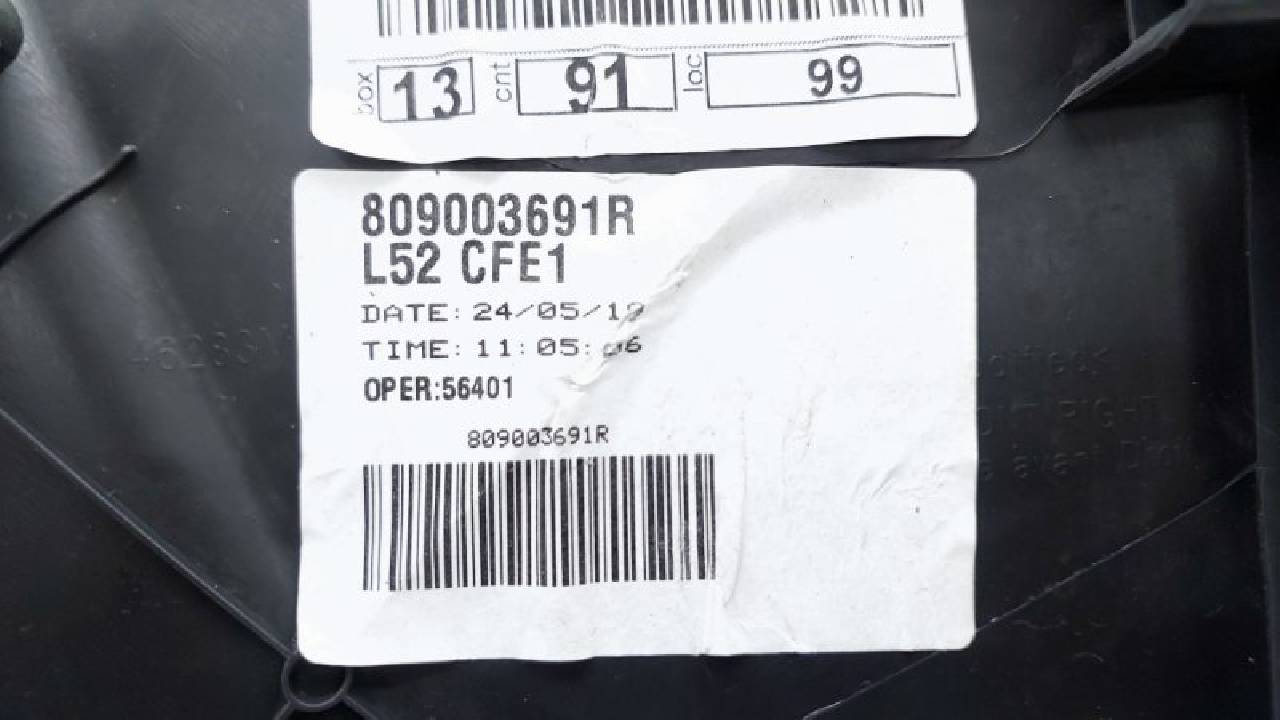 box 13 cnt 91 loc 99
809003691R
L52 CFE1
DATE: 24/05/19
TIME: 11:05:06
OPER:56401
809003691R